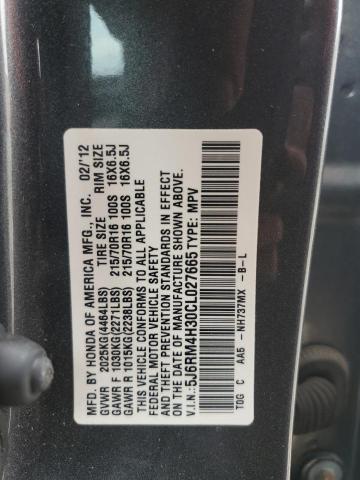 MFD. BY HONDA OF AMERICA MFG., INC. 02/'12
TIRE SIZE RIM SIZE
GVWR 2025KG(4464LBS)
GAWR F 1030KG(2271LBS) 215/70R16 100S 16X6.5J
GAWR R 1015KG(2238LBS) 215/70R16 100S 16X6.5J
THIS VEHICLE CONFORMS TO ALL APPLICABLE
FEDERAL MOTOR VEHICLE SAFETY
AND THEFT PREVENTION STANDARDS IN EFFECT
ON THE DATE OF MANUFACTURE SHOWN ABOVE.
V.I.N.: 5J6RM4H30CL027665 TYPE: MPV
T0G C AA5 -NH737MX -B-L